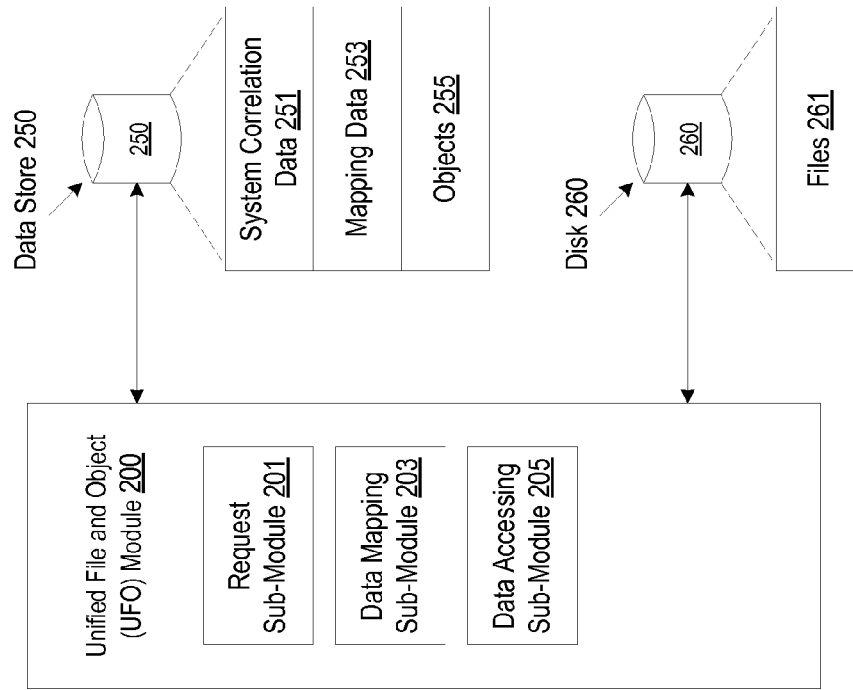 Unified File and Object
(UFO) Module 200
Request
Sub-Module 201
Data Mapping
Sub-Module 203
Data Accessing
Sub-Module 205
Data Store 250
250
System Correlation
Data 251
Mapping Data 253
Objects 255
Disk 260
260
Files 261